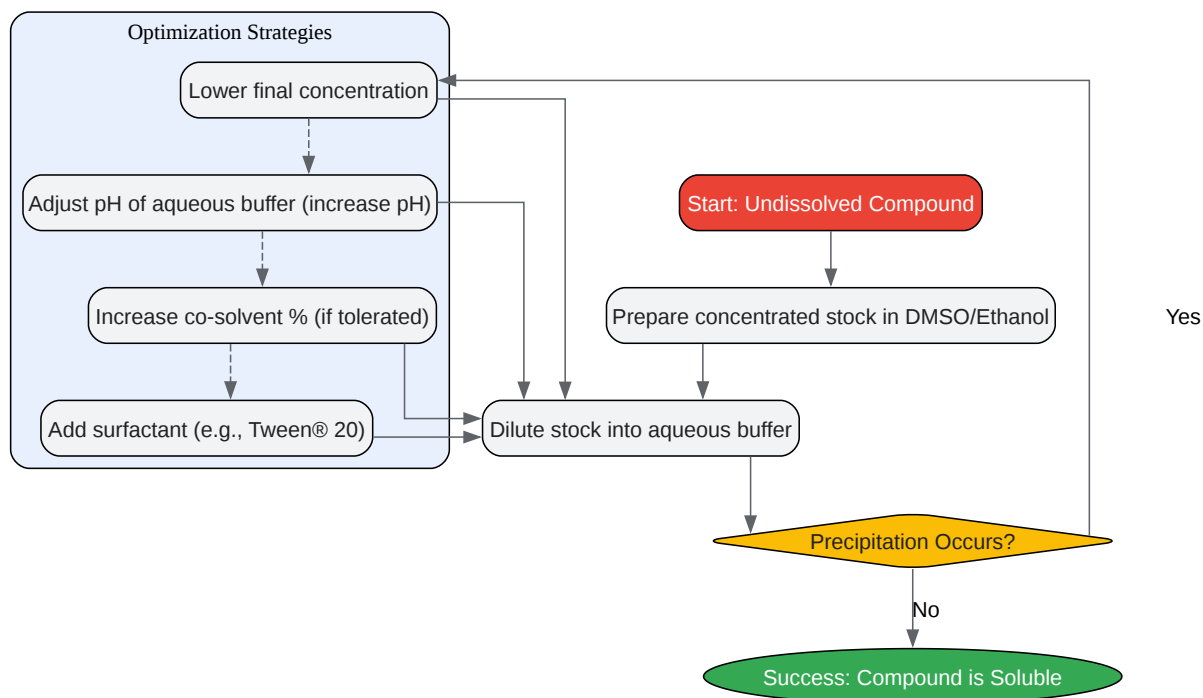 Optimization Strategies
Lower final concentration
Adjust pH of aqueous buffer (increase pH)
Start: Undissolved Compound
Increase co-solvent % (if tolerated)
Prepare concentrated stock in DMSO/Ethanol
Yes
Add surfactant (e.g., Tween® 20)
Dilute stock into aqueous buffer
Precipitation Occurs?
No
Success: Compound is Soluble